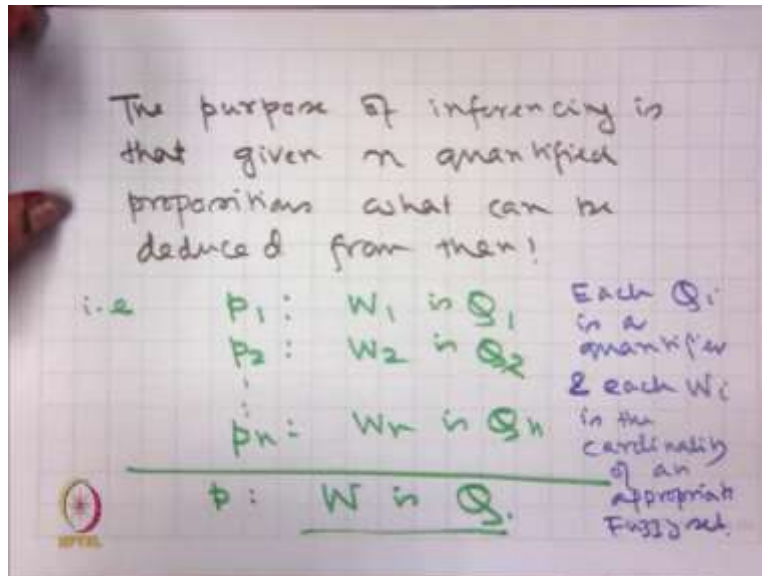 The purpose of inferencing is
that given n quantified
propositions what can be
deduced from them!
i.e p1: W1 is Q1
p2: W2 is Q2
⋮
pn: Wn is Qn
p: W is Q.
Each Qi
is a
quantifier
& each Wi
is the
cardinality
of an
appropriate
Fuzzy set.
NPTEL